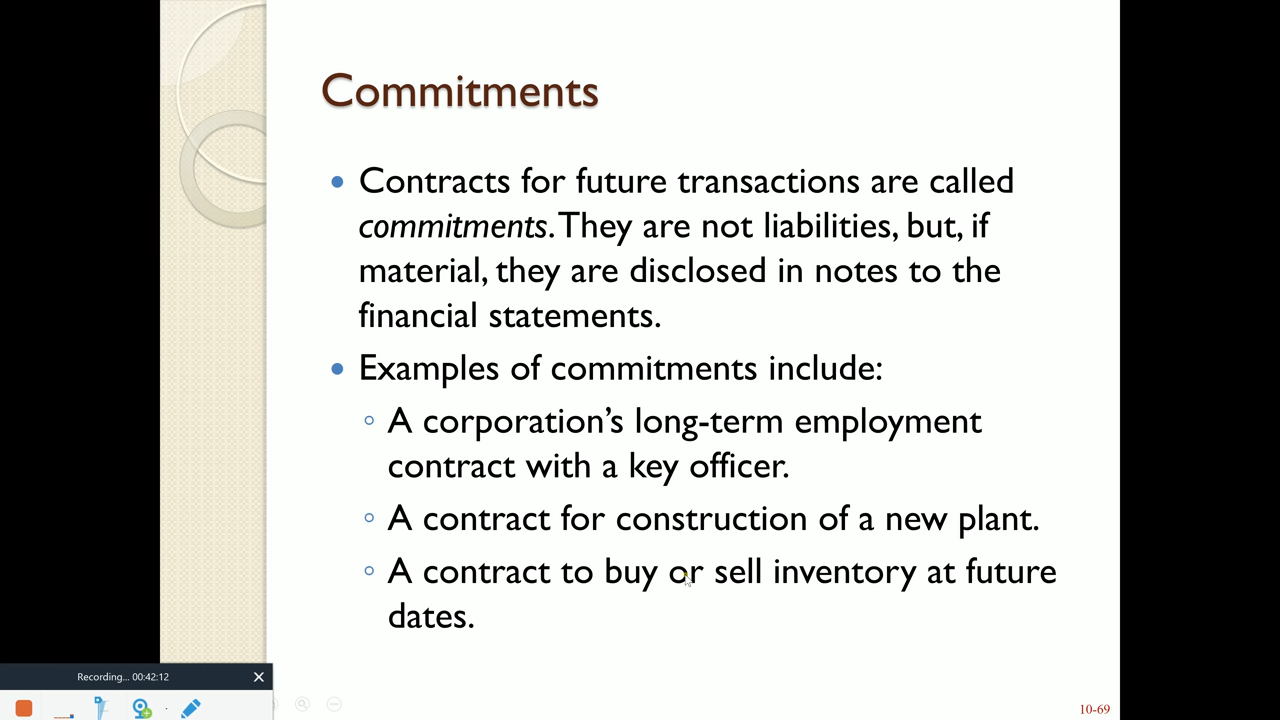 Commitments
Contracts for future transactions are called
commitments. They are not liabilities, but, if
material, they are disclosed in notes to the
financial statements.
Examples of commitments include:
A corporation’s long-term employment
contract with a key officer.
A contract for construction of a new plant.
A contract to buy or sell inventory at future
dates.
Recording... 00:42:12
10-69